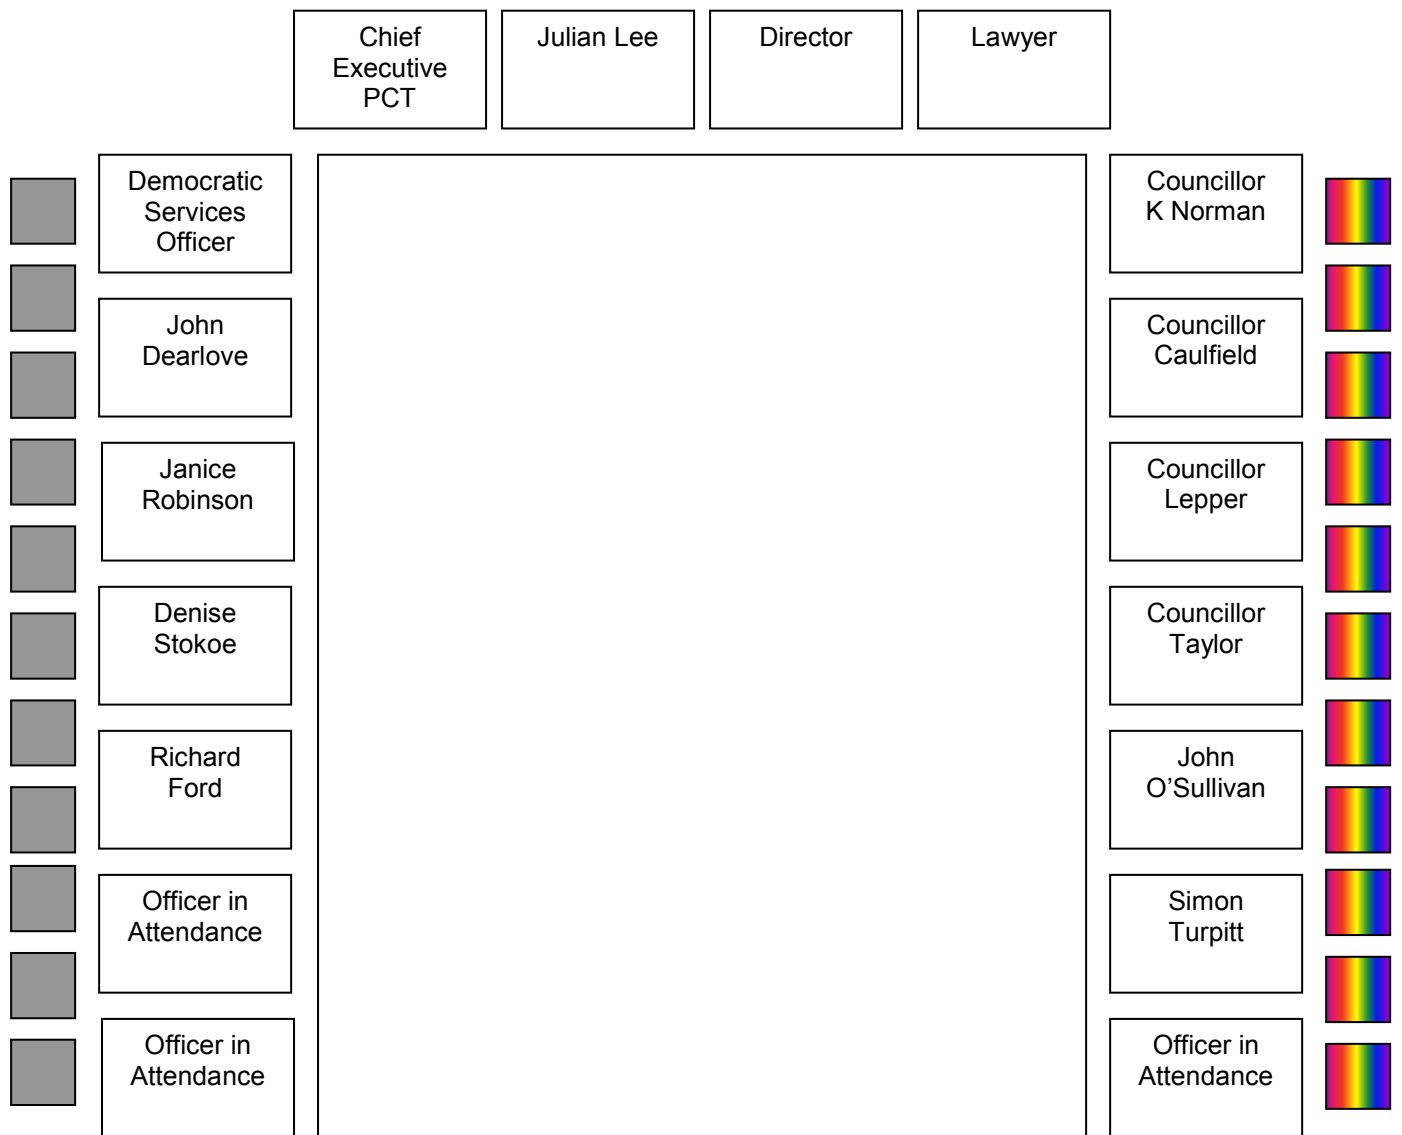 Chief
Executive
PCT
Julian Lee
Director
Lawyer
Democratic
Services
Officer
John
Dearlove
Janice
Robinson
Denise
Stokoe
Richard
Ford
Officer in
Attendance
Officer in
Attendance
Councillor
K Norman
Councillor
Caulfield
Councillor
Lepper
Councillor
Taylor
John
O’Sullivan
Simon
Turpitt
Officer in
Attendance